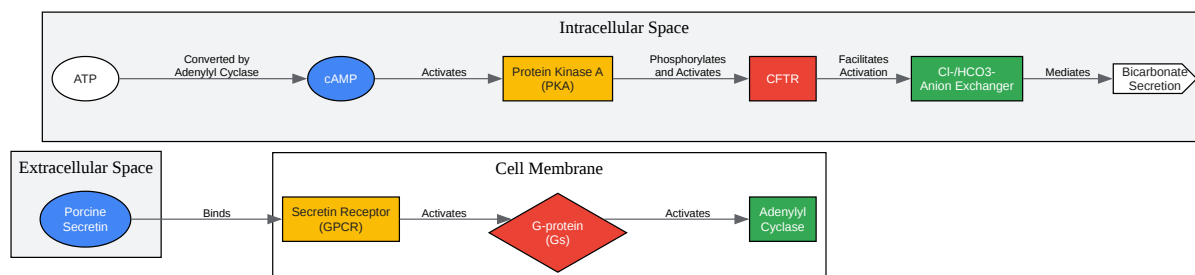 Intracellular Space
ATP
Converted by
Adenylyl Cyclase
cAMP
Activates
Protein Kinase A
(PKA)
Phosphorylates
and Activates
CFTR
Facilitates
Activation
Cl-/HCO3-
Anion Exchanger
Mediates
Bicarbonate
Secretion
Extracellular Space
Porcine
Secretin
Binds
Cell Membrane
Secretin Receptor
(GPCR)
Activates
G-protein
(Gs)
Activates
Adenylyl
Cyclase